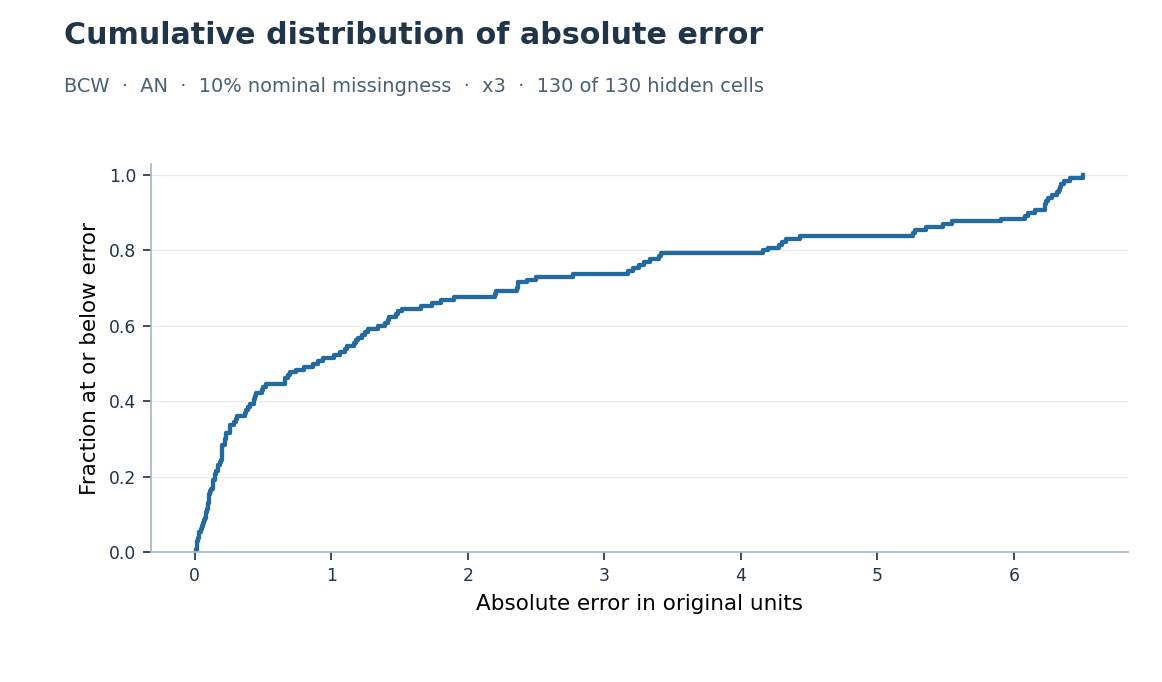 Cumulative distribution of absolute error
BCW · AN · 10% nominal missingness · x3 · 130 of 130 hidden cells
Fraction at or below error
1.0
0.8
0.6
0.4
0.2
0.0
0 1 2 3 4 5 6
Absolute error in original units